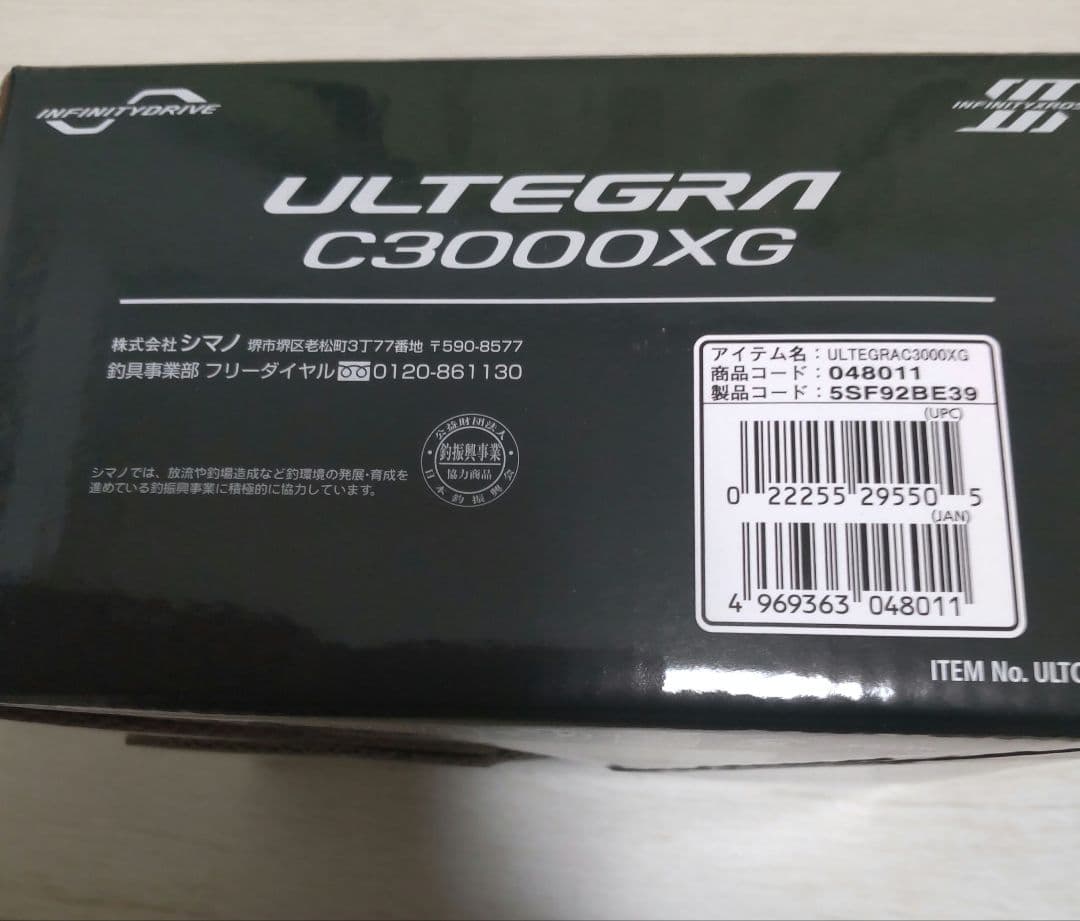 INFINITYDRIVE
INFINITYXROSS
ULTEGRA
C3000XG
株式会社シマノ 堺市堺区老松町3丁77番地 〒590-8577
釣具事業部 フリーダイヤル 0120-861130
シマノでは、放流や釣場造成など釣環境の発展・育成を
進めている釣振興事業に積極的に協力しています。
公益財団法人
釣振興事業
協力商品
日本釣振興会
アイテム名：ULTEGRAC3000XG
商品コード：048011
製品コード：5SF92BE39
(UPC)
0 22255 29550 5
(JAN)
4 969363 048011
ITEM No. ULTC